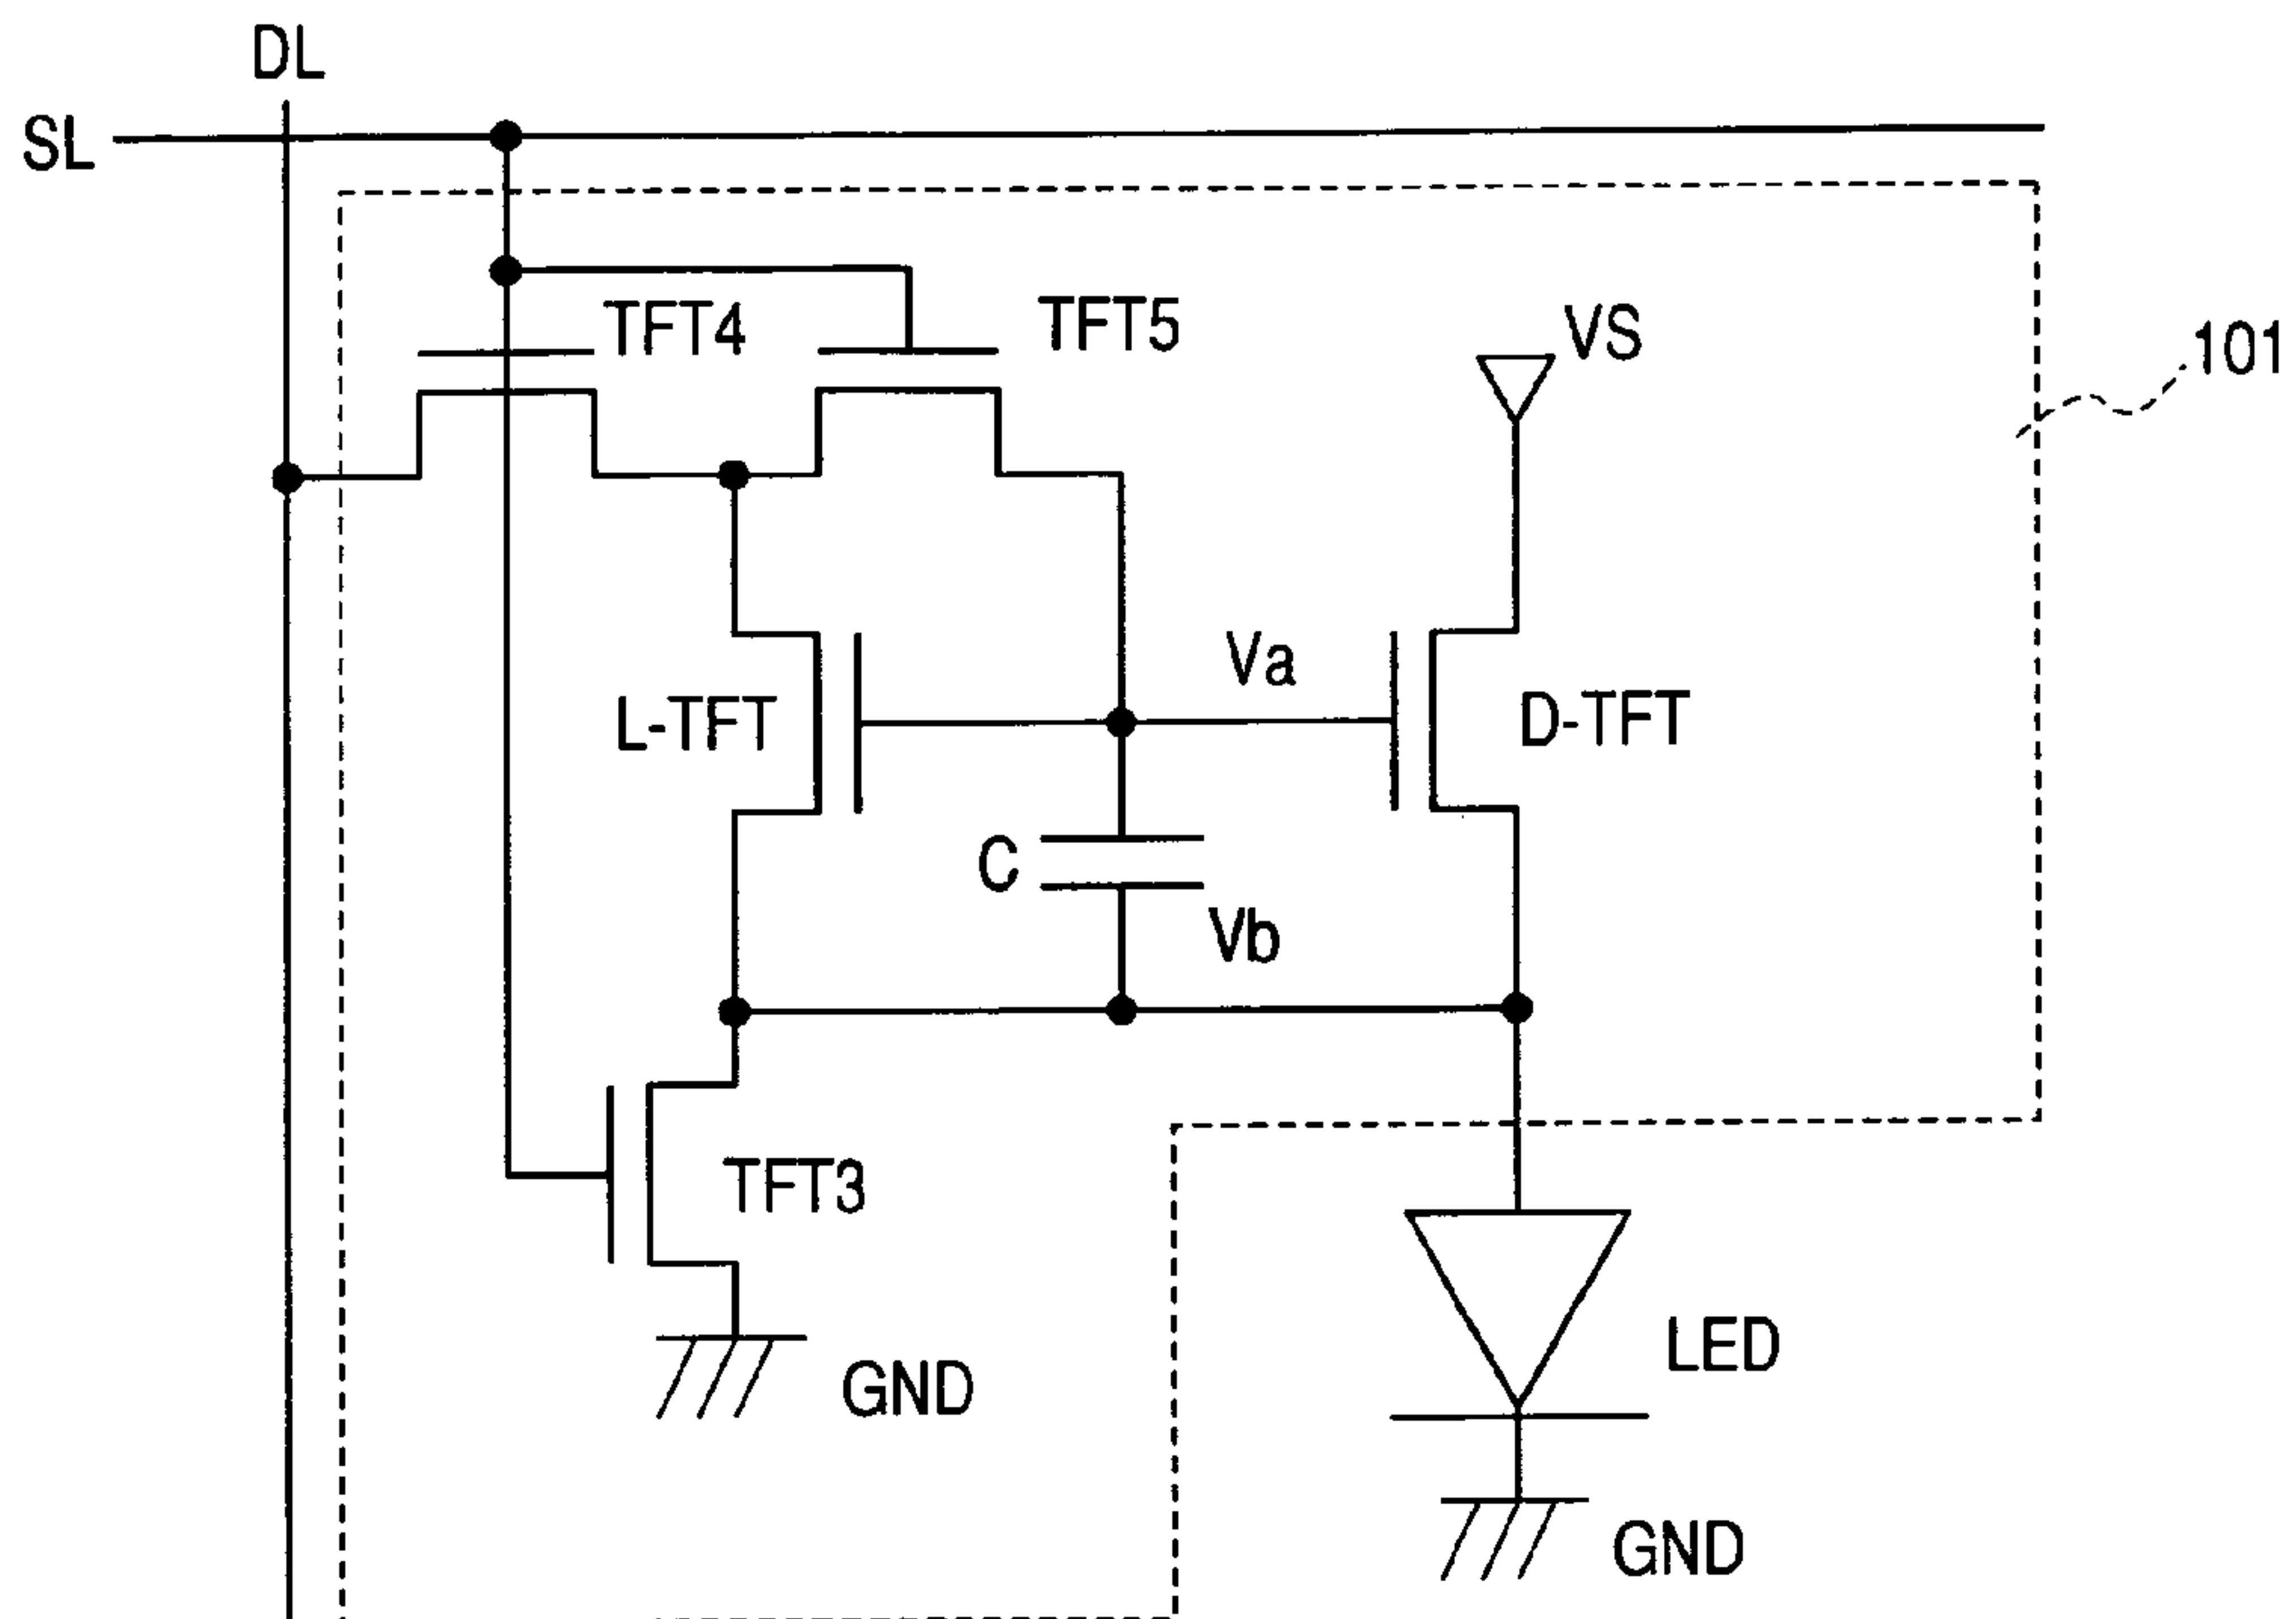 DL
SL
TFT4
TFT5
VS
101
Va
L-TFT
D-TFT
C
Vb
TFT3
LED
GND
GND